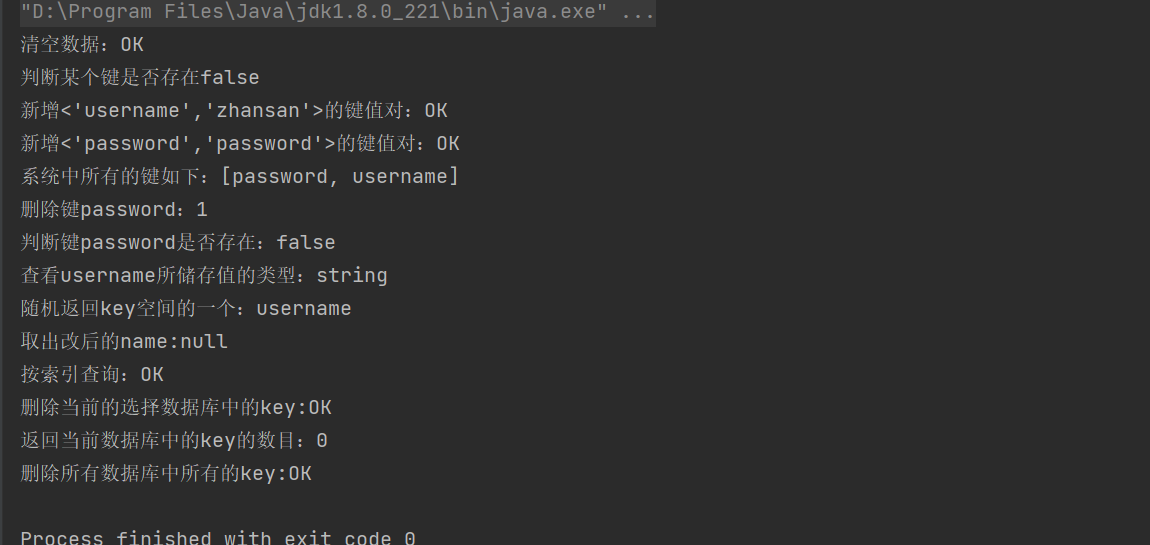 "D:\Program Files\Java\jdk1.8.0_221\bin\java.exe" ...
清空数据：OK
判断某个键是否存在false
新增<'username','zhansan'>的键值对：OK
新增<'password','password'>的键值对：OK
系统中所有的键如下：[password, username]
删除键password：1
判断键password是否存在：false
查看username所储存值的类型：string
随机返回key空间的一个：username
取出改后的name:null
按索引查询：OK
删除当前的选择数据库中的key:OK
返回当前数据库中的key的数目：0
删除所有数据库中所有的key:OK
Process finished with exit code 0